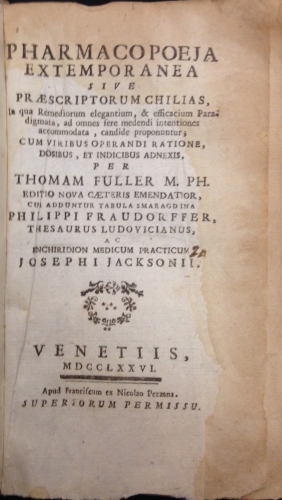 PHARMACOPOEJA
EXTEMPORANEA
SIVE
PRÆSCRIPTORUM CHILIAS,
In qua Remediorum elegantium, & efficacium Para-
digmata, ad omnes fere medendi intentiones
accommodata, candide proponuntur,
CUM VIRIBUS OPERANDI RATIONE,
DOSIBUS, ET INDICIBUS ADNEXIS.
PER
THOMAM FULLER M. PH.
EDITIO NOVA CÆTERIS EMENDATIOR,
CUI ADDUNTUR TABULA SMARAGDINA
PHILIPPI FRAUDORFFER,
THESAURUS LUDOVICIANUS,
AC
ENCHIRIDION MEDICUM PRACTICUM
JOSEPHI JACKSONII.
VENETIIS,
MDCCLXXVI.
Apud Franciscum ex Nicolao Pezzana.
SUPERIORUM PERMISSU.